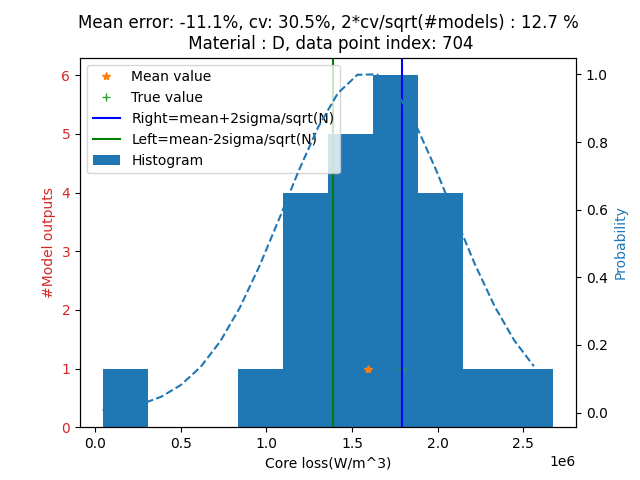 Mean error: -11.1%, cv: 30.5%, 2*cv/sqrt(#models) : 12.7 %
Material : D, data point index: 704
Mean value
True value
Right=mean+2sigma/sqrt(N)
Left=mean-2sigma/sqrt(N)
Histogram
#Model outputs
6
5
4
3
2
1
0
Probability
1.0
0.8
0.6
0.4
0.2
0.0
0.0 0.5 1.0 1.5 2.0 2.5
1e6
Core loss(W/m^3)